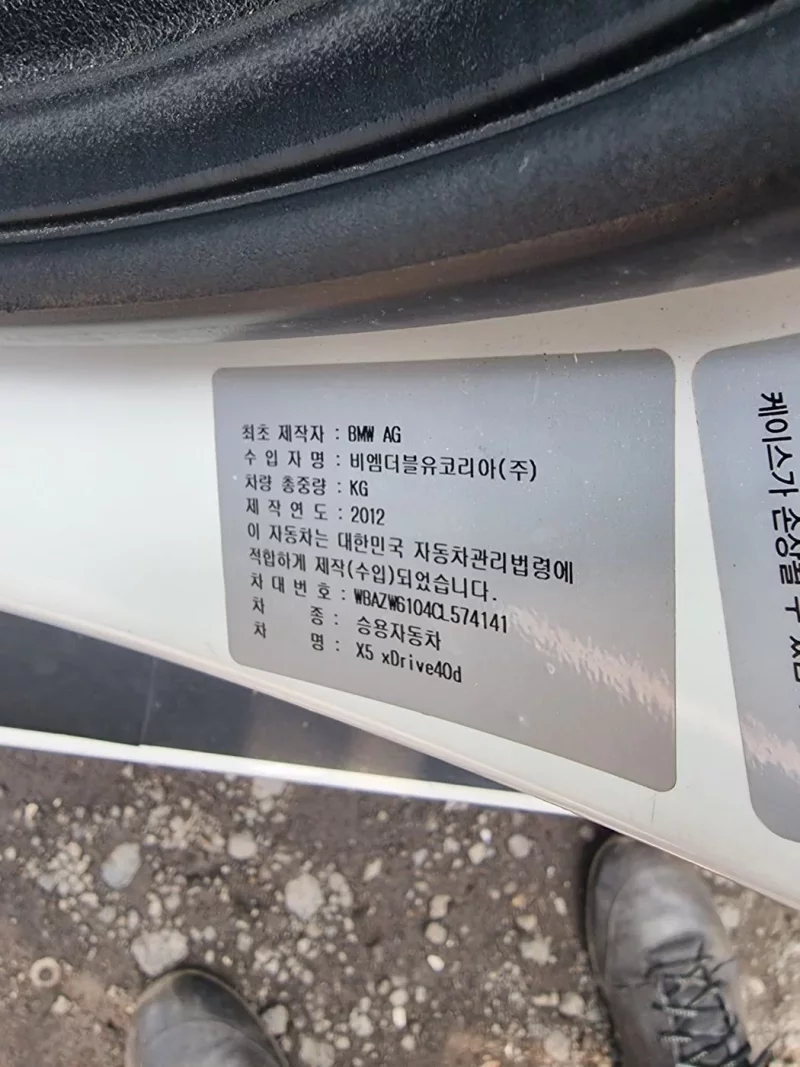 최초 제작자 : BMW AG
수 입 자 명 : 비엠더블유코리아(주)
차량 총중량 : KG
제 작 연 도 : 2012
이 자동차는 대한민국 자동차관리법령에
적합하게 제작(수입)되었습니다.
차 대 번 호 : WBAZW6104CL574141
차 종 : 승용자동차
차 명 : X5 xDrive40d
케이스가 손상될 수